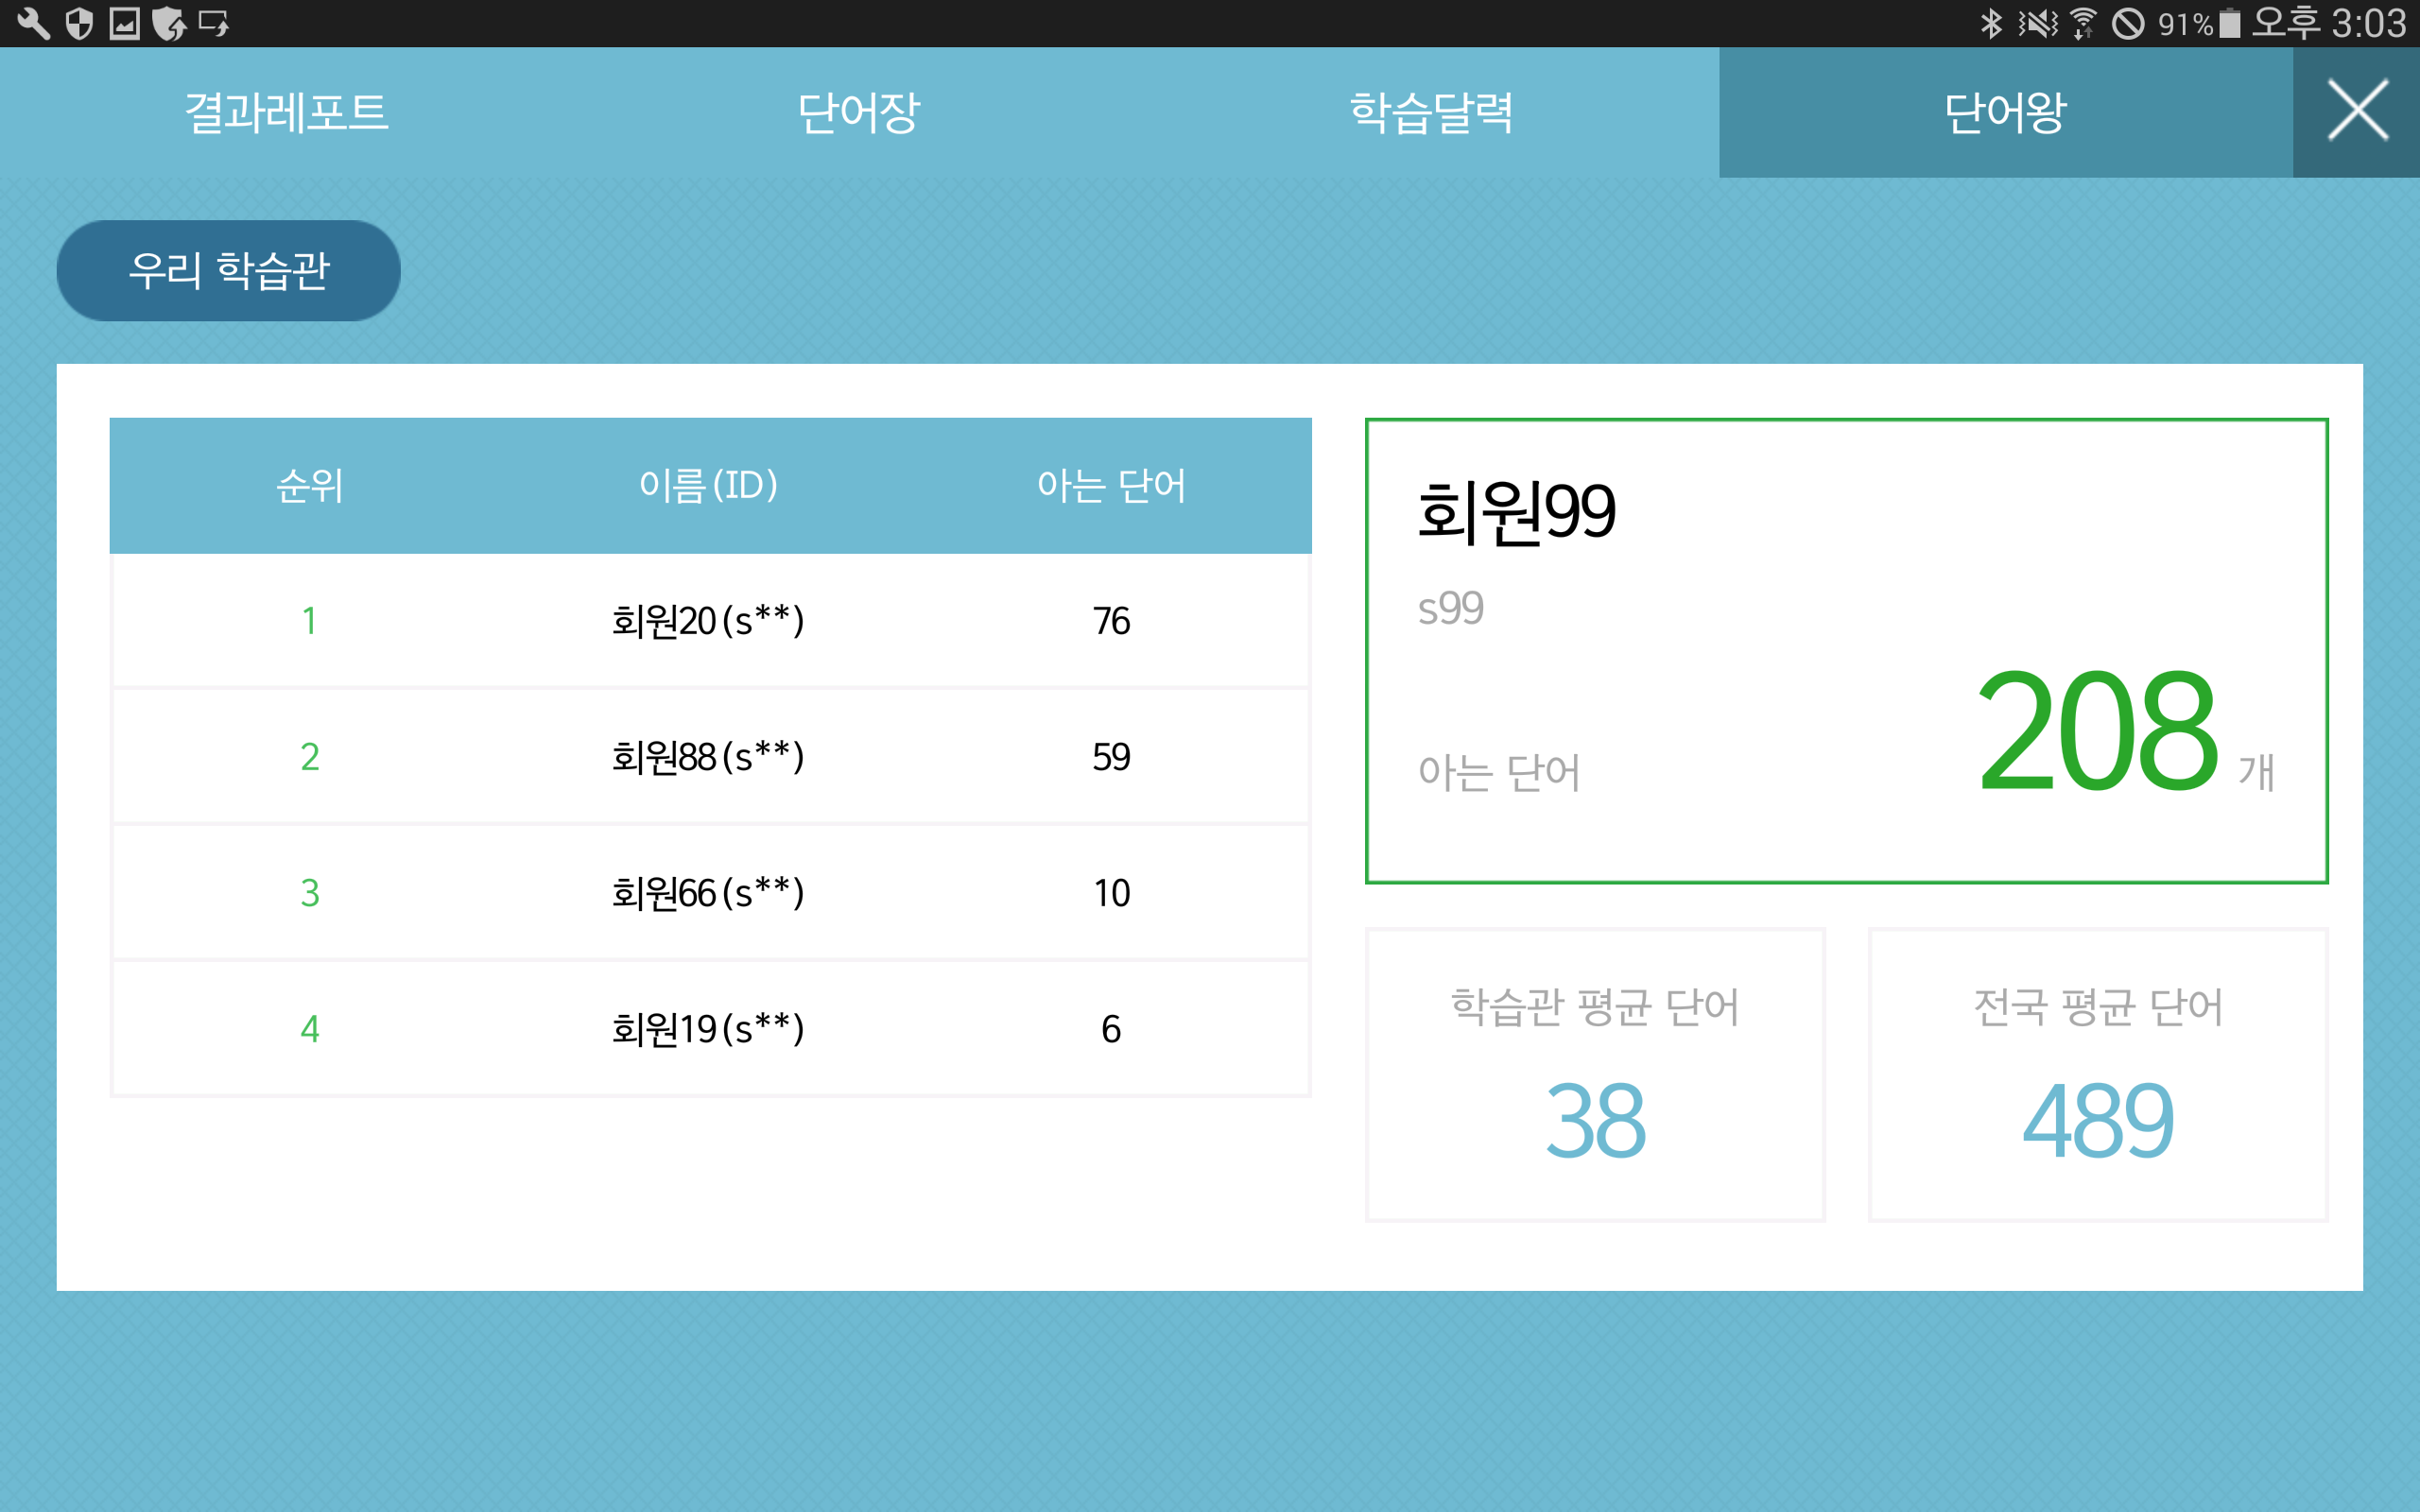 91% 오후 3:03
결과레포트 단어장 학습달력 단어왕
우리 학습관
순위 이름(ID) 아는 단어
1 회원20(s**) 76
2 회원88(s**) 59
3 회원66(s**) 10
4 회원19(s**) 6
회원99
s99
아는 단어 208 개
학습관 평균 단어
38
전국 평균 단어
489